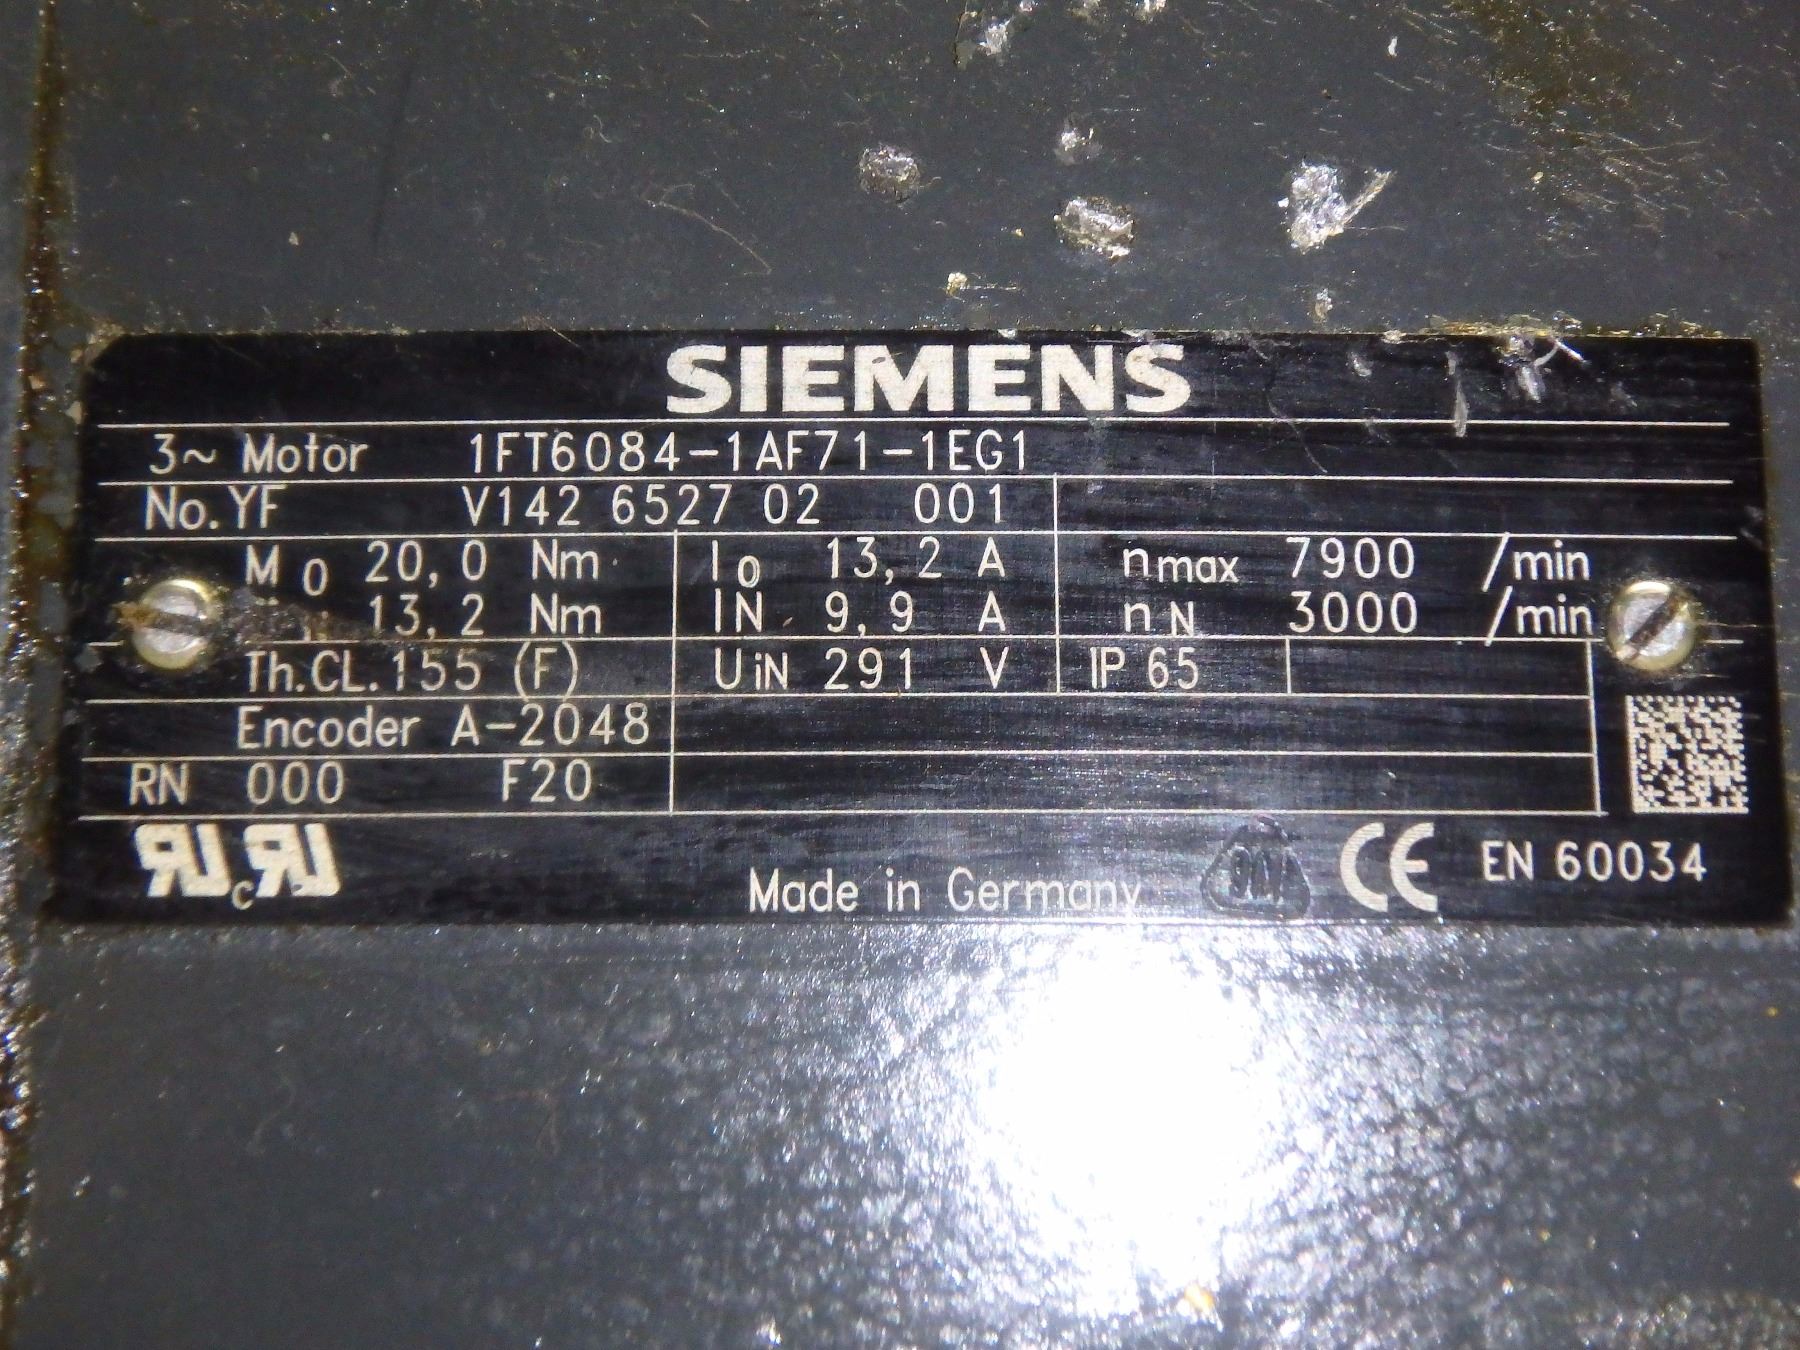 SIEMENS
3~ Motor 1FT6084-1AF71-1EG1
No. YF V142 6527 02 001
M0 20,0 Nm I0 13,2 A nmax 7900 /min
13,2 Nm IN 9,9 A nN 3000 /min
Th.CL. 155 (F) UiN 291 V IP 65
Encoder A-2048
RN 000 F20
Made in Germany CE EN 60034